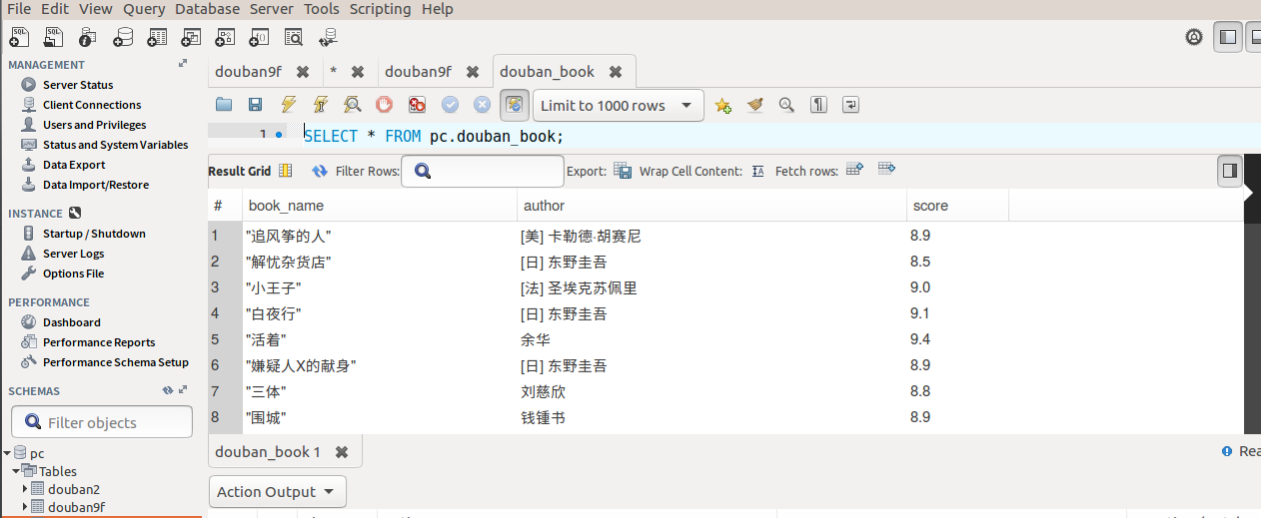 File Edit View Query Database Server Tools Scripting Help
MANAGEMENT
Server Status
Client Connections
Users and Privileges
Status and System Variables
Data Export
Data Import/Restore
INSTANCE
Startup / Shutdown
Server Logs
Options File
PERFORMANCE
Dashboard
Performance Reports
Performance Schema Setup
SCHEMAS
Filter objects
pc
Tables
douban2
douban9f
douban9f * douban9f douban_book
Limit to 1000 rows
1 SELECT * FROM pc.douban_book;
Result Grid Filter Rows: Export: Wrap Cell Content: Fetch rows:
# book_name author score
1 "追风筝的人" [美] 卡勒德·胡赛尼 8.9
2 "解忧杂货店" [日] 东野圭吾 8.5
3 "小王子" [法] 圣埃克苏佩里 9.0
4 "白夜行" [日] 东野圭吾 9.1
5 "活着" 余华 9.4
6 "嫌疑人X的献身" [日] 东野圭吾 8.9
7 "三体" 刘慈欣 8.8
8 "围城" 钱锺书 8.9
douban_book 1
Action Output